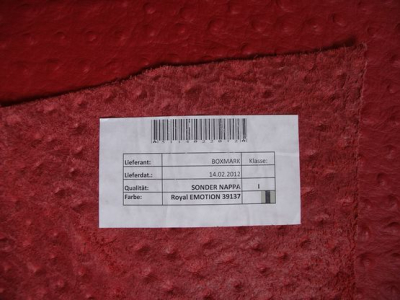 Lieferant: BOXMARK Klasse:
Lieferdat.: 14.02.2012
Qualität: SONDER NAPPA I
Farbe: Royal EMOTION 39137